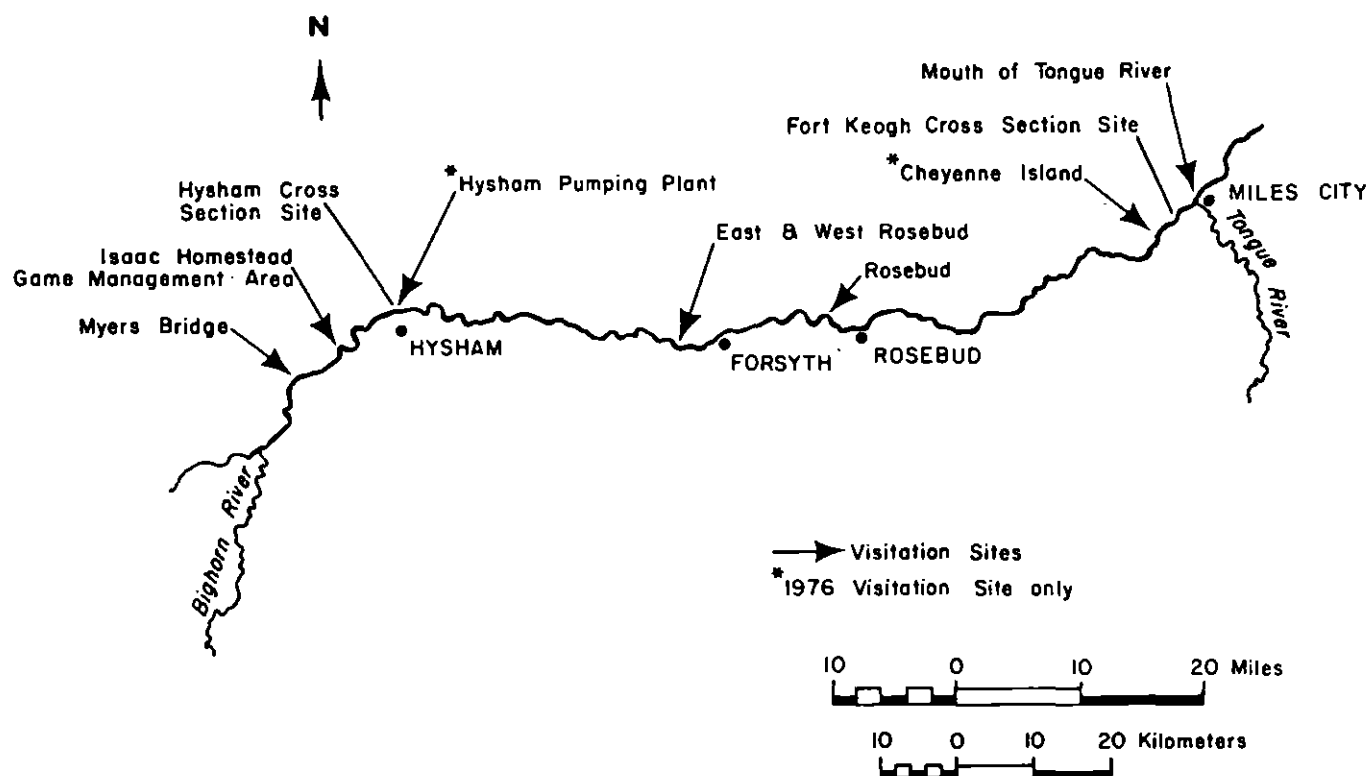 N
Mouth of Tongue River
Fort Keogh Cross Section Site
*Cheyenne Island
MILES CITY
Tongue River
*Hysham Pumping Plant
Hysham Cross
Section Site
East & West Rosebud
Isaac Homestead
Game Management Area
Rosebud
Myers Bridge
HYSHAM
FORSYTH
ROSEBUD
Bighorn River
Visitation Sites
*1976 Visitation Site only
10 0 10 20 Miles
10 0 10 20 Kilometers